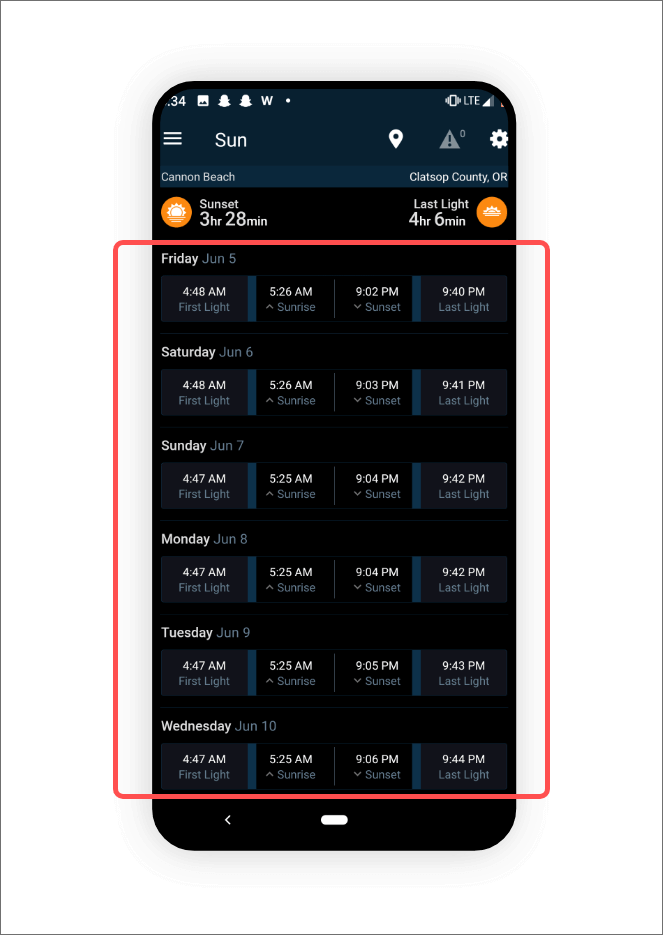 :34 W LTE
Sun 0
Cannon Beach Clatsop County, OR
Sunset Last Light
3hr 28min 4hr 6min
Friday Jun 5
4:48 AM 5:26 AM 9:02 PM 9:40 PM
First Light Sunrise Sunset Last Light
Saturday Jun 6
4:48 AM 5:26 AM 9:03 PM 9:41 PM
First Light Sunrise Sunset Last Light
Sunday Jun 7
4:47 AM 5:25 AM 9:04 PM 9:42 PM
First Light Sunrise Sunset Last Light
Monday Jun 8
4:47 AM 5:25 AM 9:04 PM 9:42 PM
First Light Sunrise Sunset Last Light
Tuesday Jun 9
4:47 AM 5:25 AM 9:05 PM 9:43 PM
First Light Sunrise Sunset Last Light
Wednesday Jun 10
4:47 AM 5:25 AM 9:06 PM 9:44 PM
First Light Sunrise Sunset Last Light